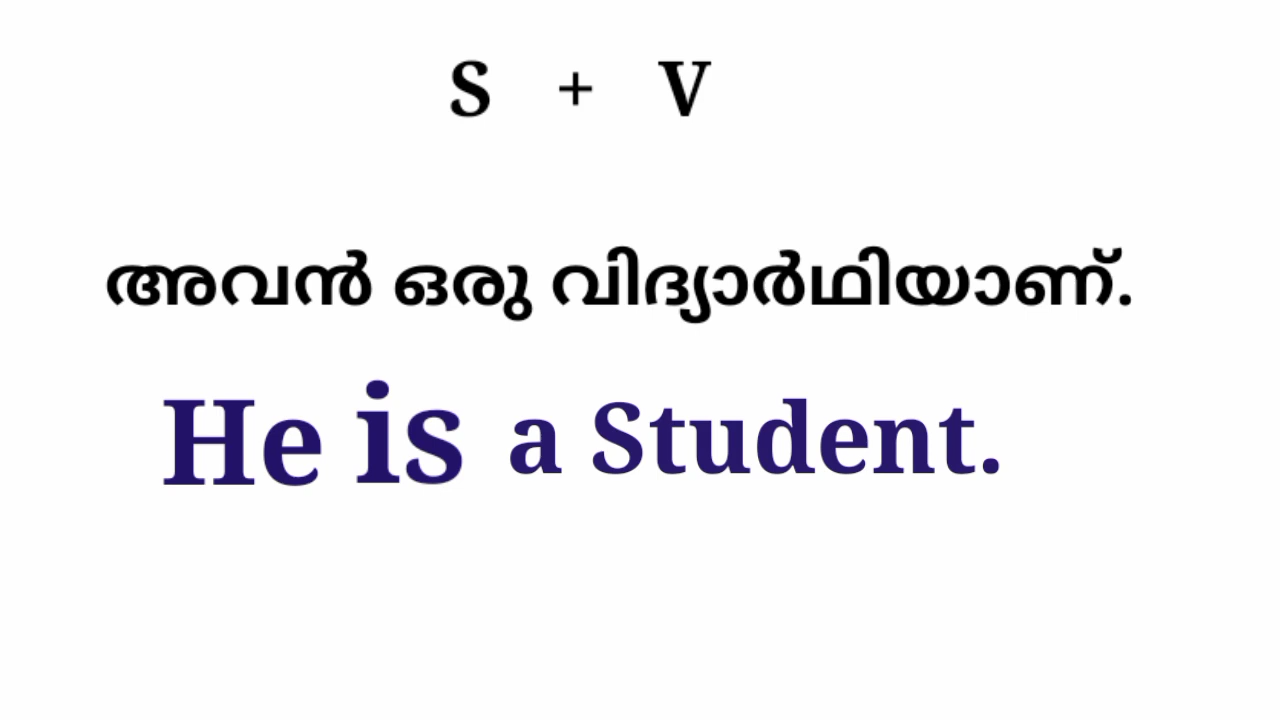 S + V
അവൻ ഒരു വിദ്യാർഥിയാണ്.
He is a Student.